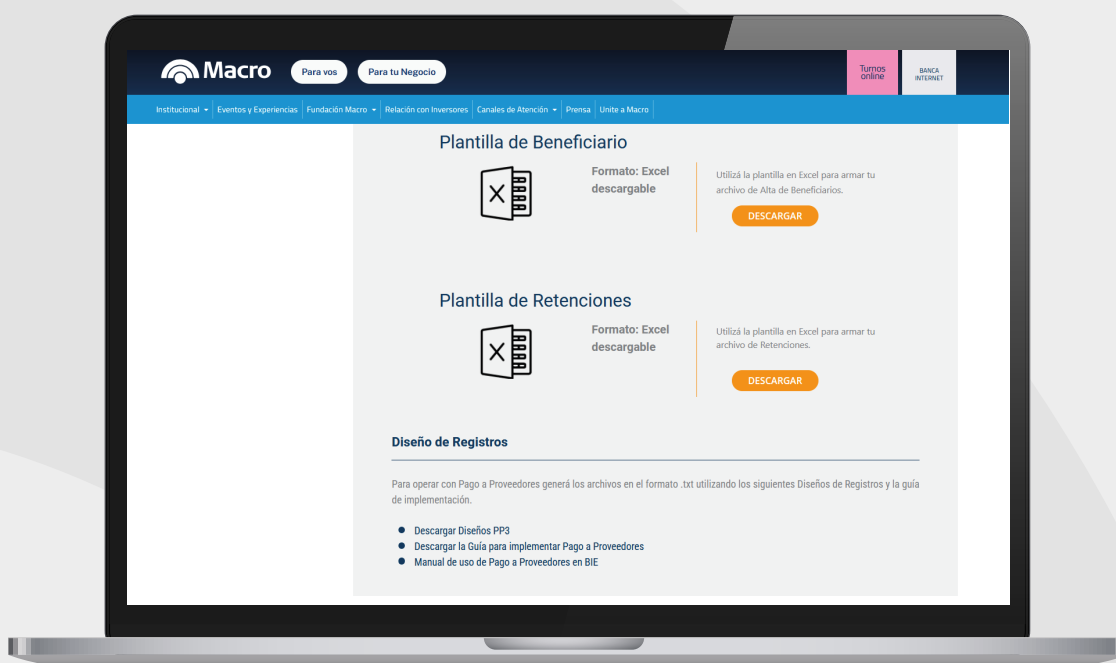 Macro
Para vos
Para tu Negocio
Turnos
online
BANCA
INTERNET
Institucional
Eventos y Experiencias
Fundación Macro
Relación con Inversores
Canales de Atención
Prensa
Unite a Macro
Plantilla de Beneficiario
Formato: Excel
descargable
Utilizá la plantilla en Excel para armar tu
archivo de Alta de Beneficiarios.
DESCARGAR
Plantilla de Retenciones
Formato: Excel
descargable
Utilizá la plantilla en Excel para armar tu
archivo de Retenciones.
DESCARGAR
Diseño de Registros
Para operar con Pago a Proveedores generá los archivos en el formato .txt utilizando los siguientes Diseños de Registros y la guía
de implementación.
Descargar Diseños PP3
Descargar la Guía para implementar Pago a Proveedores
Manual de uso de Pago a Proveedores en BIE